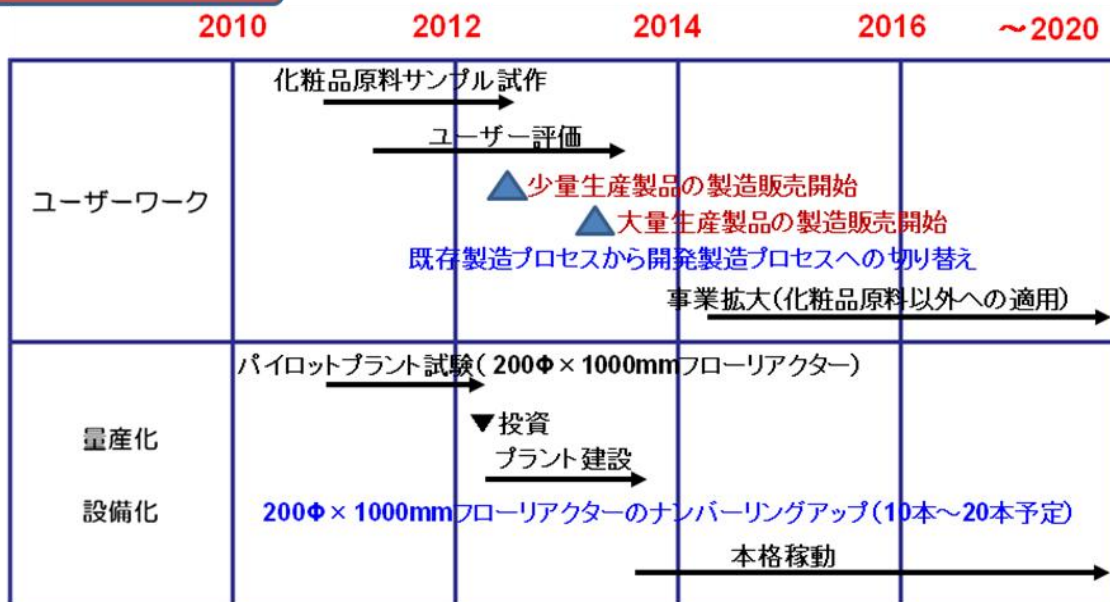 2010 2012 2014 2016 ～2020
化粧品原料サンプル試作
ユーザー評価
ユーザーワーク
少量生産製品の製造販売開始
大量生産製品の製造販売開始
既存製造プロセスから開発製造プロセスへの切り替え
事業拡大(化粧品原料以外への適用)
パイロットプラント試験(200Φ×1000mmフローリアクター)
▼投資
量産化
プラント建設
設備化
200Φ×1000mmフローリアクターのナンバーリングアップ(10本～20本予定)
本格稼動